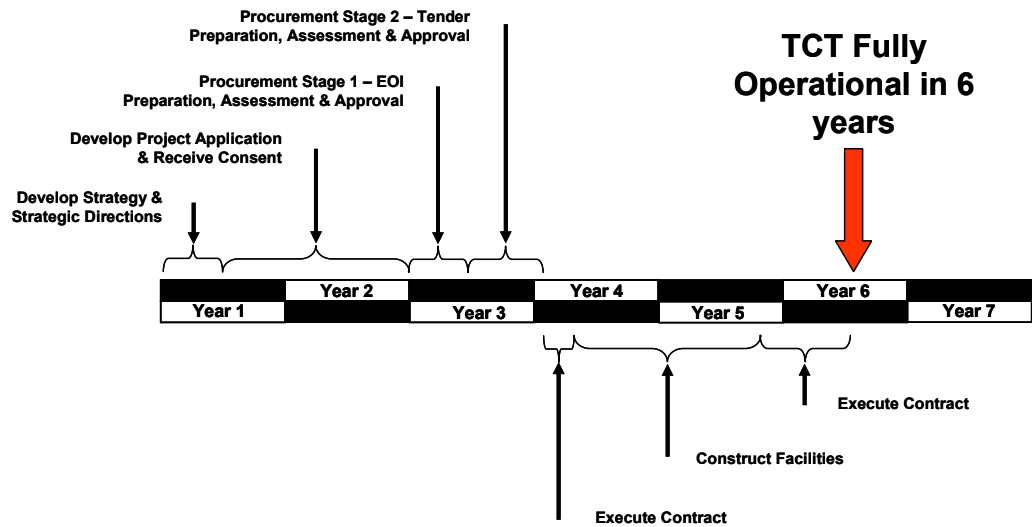 Procurement Stage 2 – Tender
Preparation, Assessment & Approval
TCT Fully
Operational in 6
years
Procurement Stage 1 – EOI
Preparation, Assessment & Approval
Develop Project Application
& Receive Consent
Develop Strategy &
Strategic Directions
Year 2
Year 4
Year 6
Year 1
Year 3
Year 5
Year 7
Execute Contract
Construct Facilities
Execute Contract